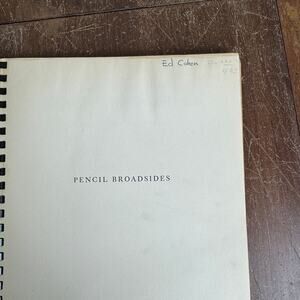 Ed Cohen
PENCIL BROADSIDES